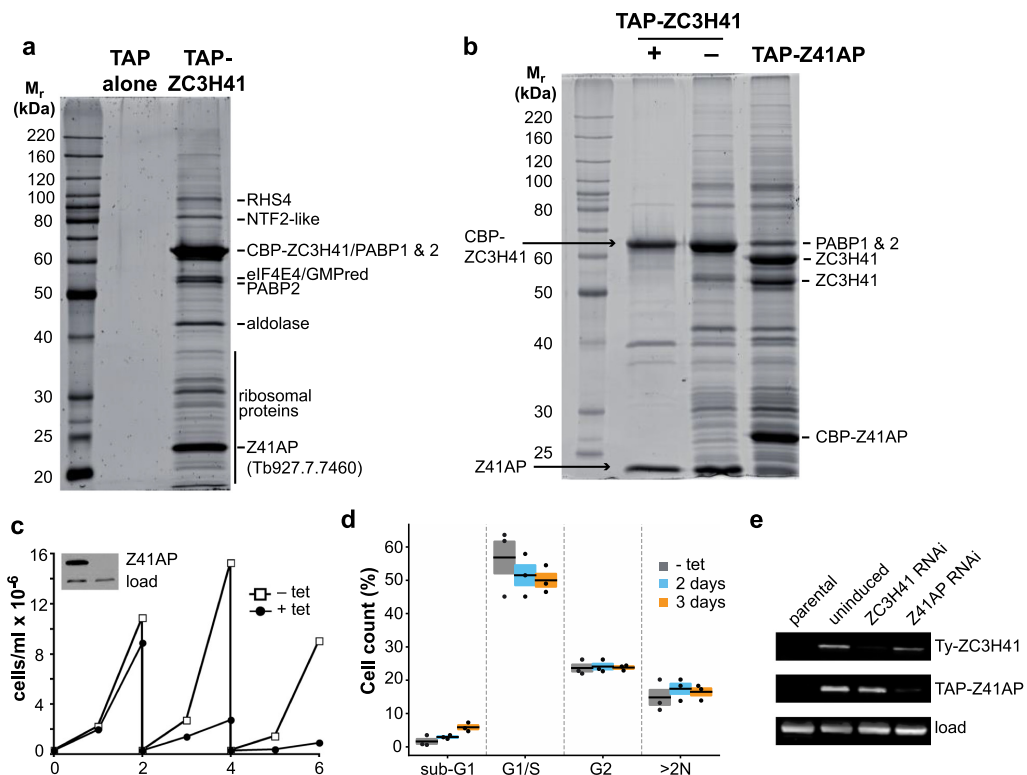 a
TAP
alone
TAP-
ZC3H41
Mr
(kDa)
220
160
120
100
80
60
50
40
30
25
20
RHS4
NTF2-like
CBP-ZC3H41/PABP1 & 2
eIF4E4/GMPred
PABP2
aldolase
ribosomal
proteins
Z41AP
(Tb927.7.7460)
b
TAP-ZC3H41
+
–
TAP-Z41AP
Mr
(kDa)
220
160
120
100
80
60
50
40
30
25
CBP-
ZC3H41
Z41AP
PABP1 & 2
ZC3H41
ZC3H41
CBP-Z41AP
c
cells/ml x 10⁻⁶
16
12
8
4
0
0
2
4
6
Z41AP
load
– tet
+ tet
d
Cell count (%)
60
50
40
30
20
10
0
- tet
2 days
3 days
sub-G1
G1/S
G2
>2N
e
parental
uninduced
ZC3H41 RNAi
Z41AP RNAi
Ty-ZC3H41
TAP-Z41AP
load